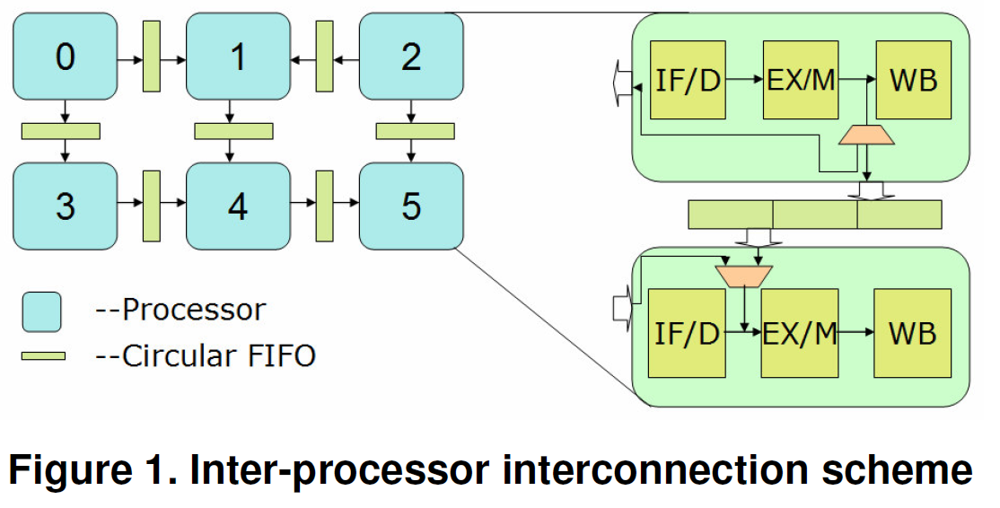 0
1
2
3
4
5
--Processor
--Circular FIFO
IF/D
EX/M
WB
IF/D
EX/M
WB
Figure 1. Inter-processor interconnection scheme